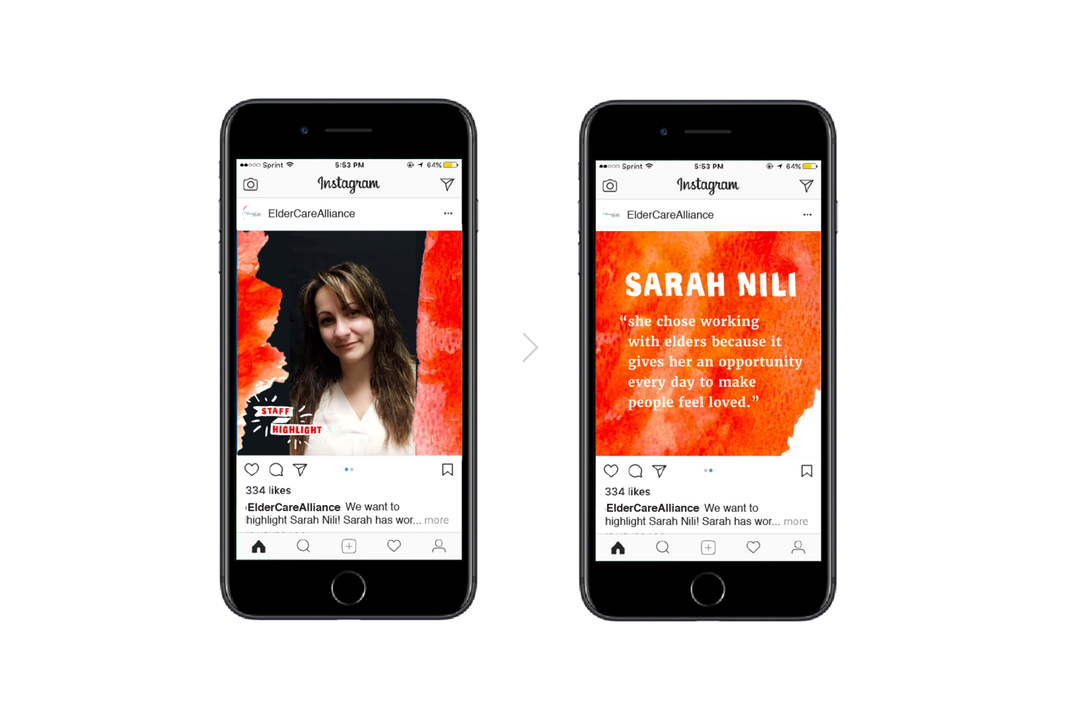 Sprint 5:53 PM 64%
Instagram
ElderCareAlliance
STAFF
HIGHLIGHT
334 likes
ElderCareAlliance We want to
highlight Sarah Nili! Sarah has wor... more
Sprint 5:53 PM 64%
Instagram
ElderCareAlliance
SARAH NILI
“she chose working
with elders because it
gives her an opportunity
every day to make
people feel loved.”
334 likes
ElderCareAlliance We want to
highlight Sarah Nili! Sarah has wor... more